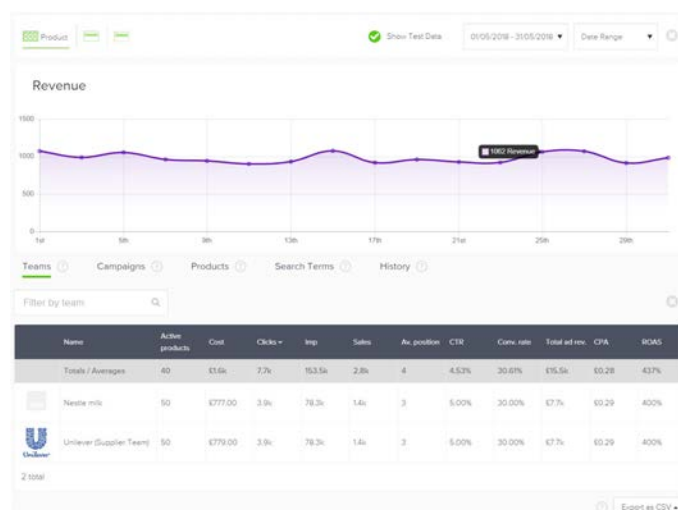 Product
Show Test Data
01/05/2018 - 31/05/2018
Date Range
Revenue
1500
1000
500
0
1062 Revenue
1st 5th 9th 13th 17th 21st 25th 29th
Teams Campaigns Products Search Terms History
Filter by team
Name Active products Cost Clicks Imp Sales Av. position CTR Conv. rate Total ad rev. CPA ROAS
Totals / Averages 40 £1.6k 7.7k 153.5k 2.8k 4 4.53% 30.61% £15.5k £0.28 437%
Nestle milk 50 £777.00 3.9k 78.3k 1.4k 3 5.00% 30.00% £7.7k £0.29 400%
Unilever
Unilever (Supplier Team) 50 £779.00 3.9k 78.3k 1.4k 3 5.00% 30.00% £7.7k £0.29 400%
2 total
Export as CSV